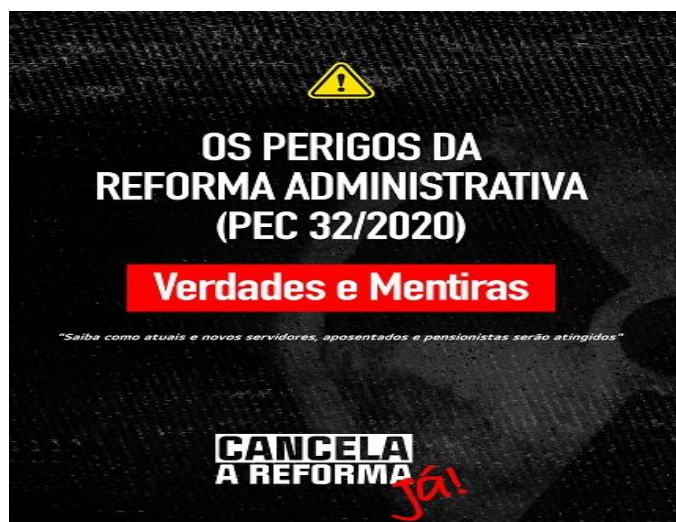 OS PERIGOS DA
REFORMA ADMINISTRATIVA
(PEC 32/2020)
Verdades e Mentiras
"Saiba como atuais e novos servidores, aposentados e pensionistas serão atingidos"
CANCELA
A REFORMA
Já!